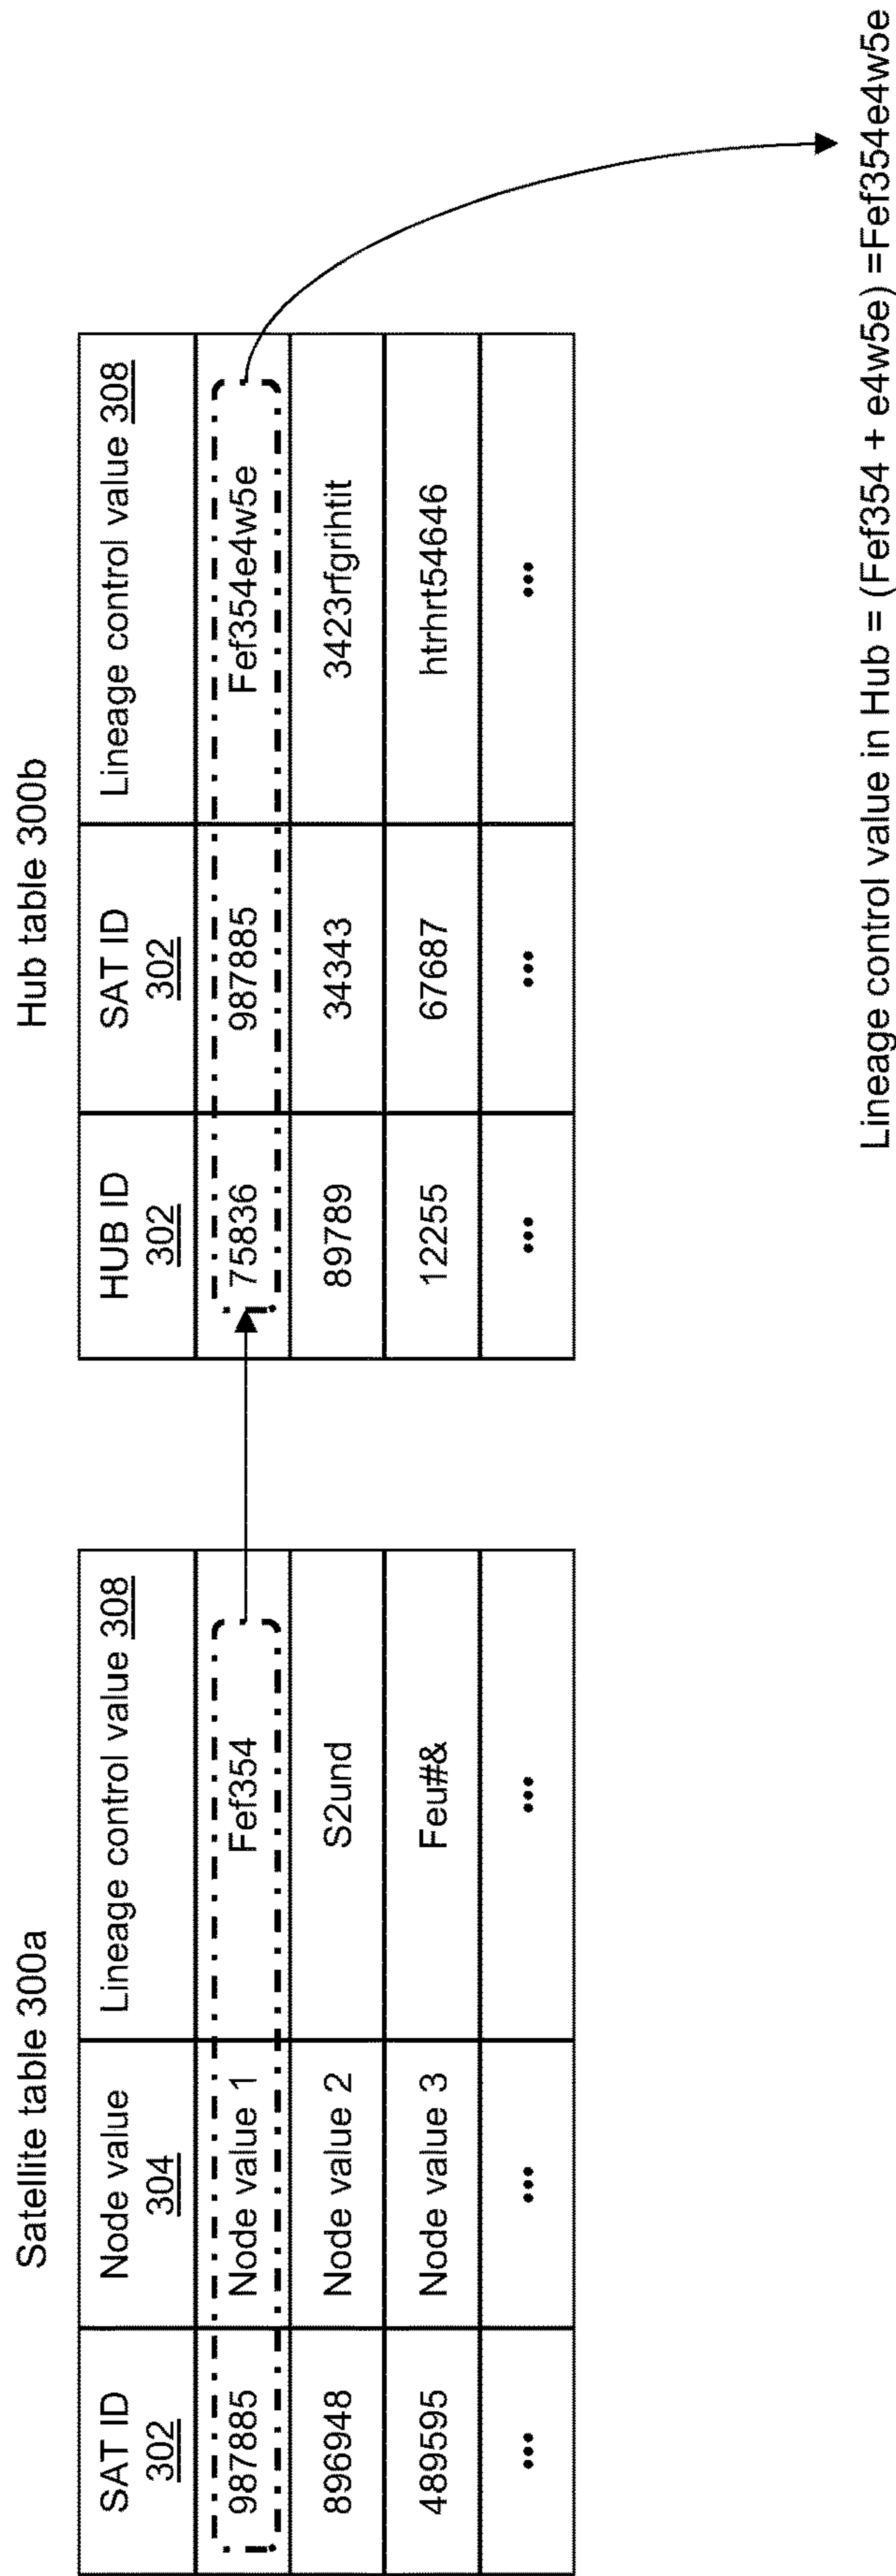 Satellite table 300a
SAT ID
302
Node value
304
Lineage control value 308
987885
Node value 1
Fef354
896948
Node value 2
S2und
489595
Node value 3
Feu#&
•••
•••
•••
Hub table 300b
HUB ID
302
SAT ID
302
Lineage control value 308
75836
987885
Fef354e4w5e
89789
34343
3423rfgrihtit
12255
67687
htrhrt54646
•••
•••
•••
Lineage control value in Hub = (Fef354 + e4w5e) =Fef354e4w5e